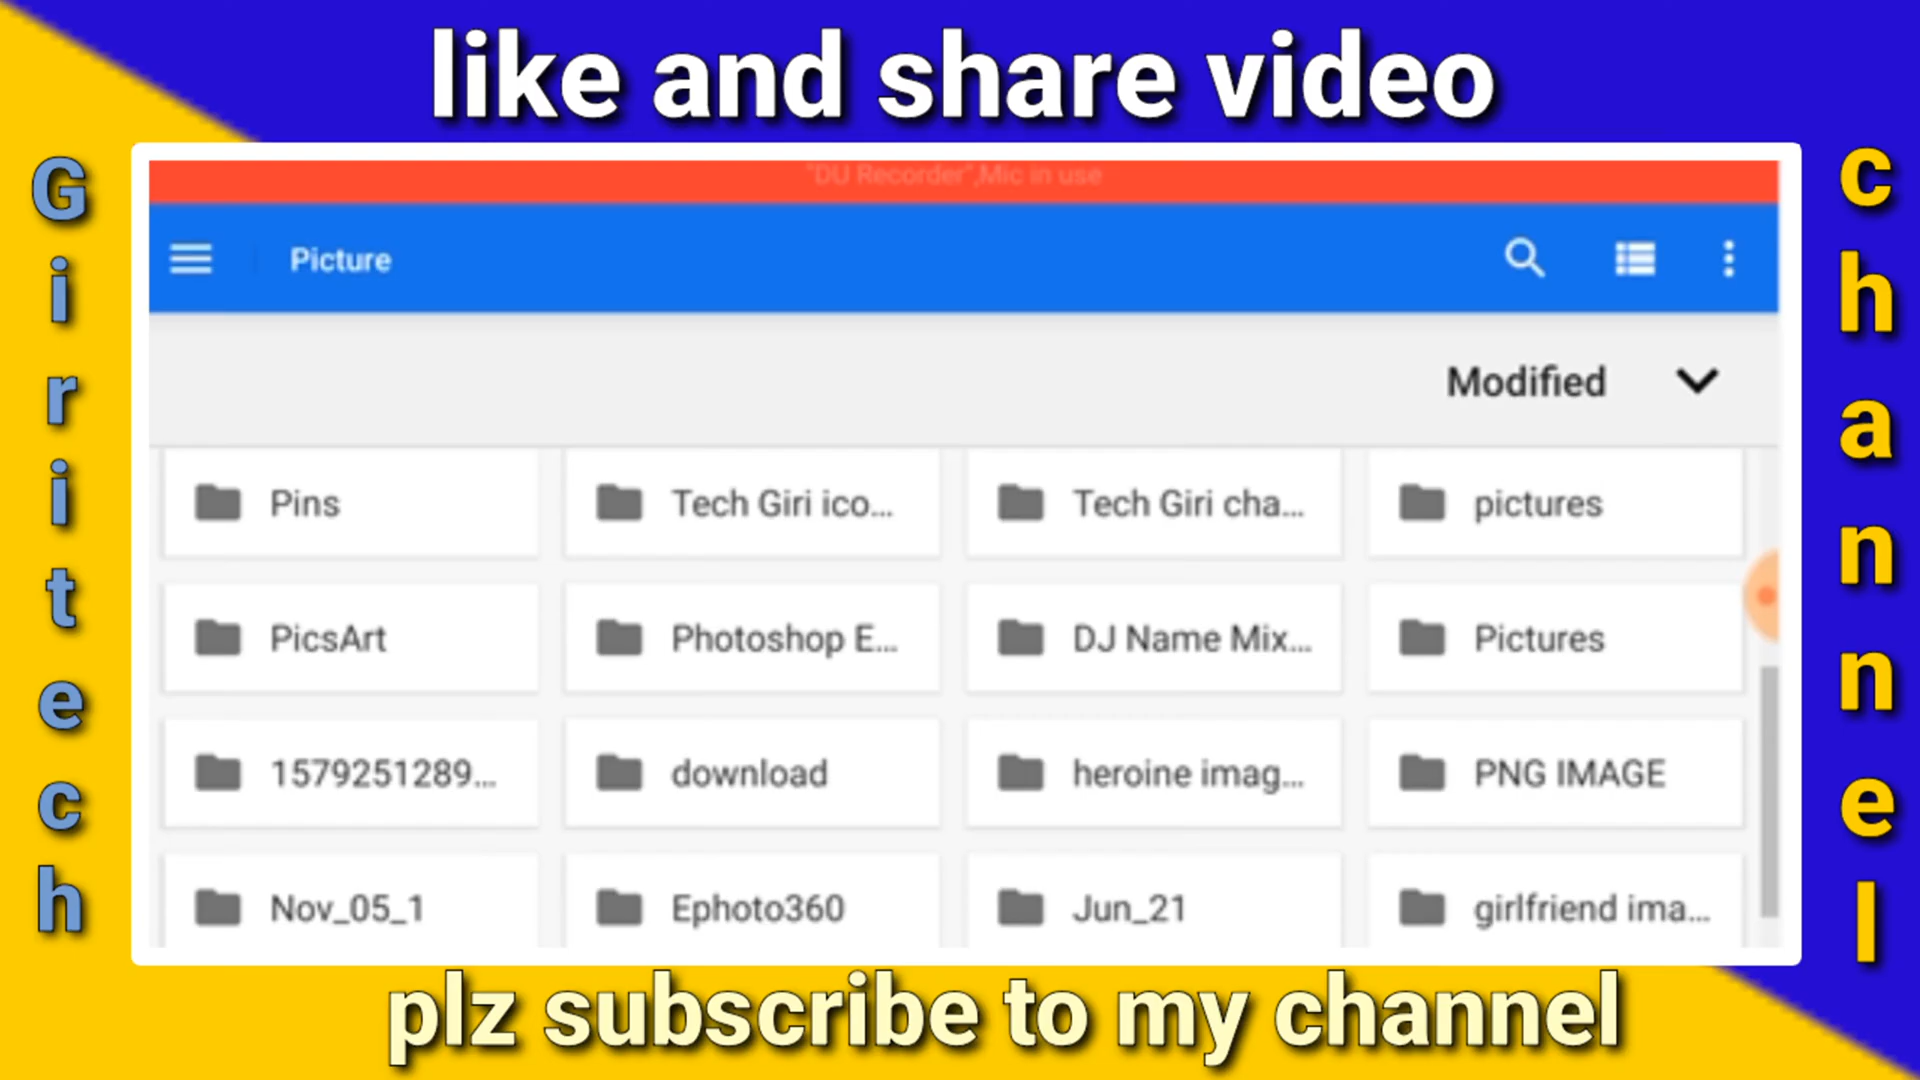 like and share video
Giritech
channel
"DU Recorder",Mic in use
Picture
Modified
Pins
Tech Giri ico...
Tech Giri cha...
pictures
PicsArt
Photoshop E...
DJ Name Mix...
Pictures
1579251289...
download
heroine imag...
PNG IMAGE
Nov_05_1
Ephoto360
Jun_21
girlfriend ima...
plz subscribe to my channel